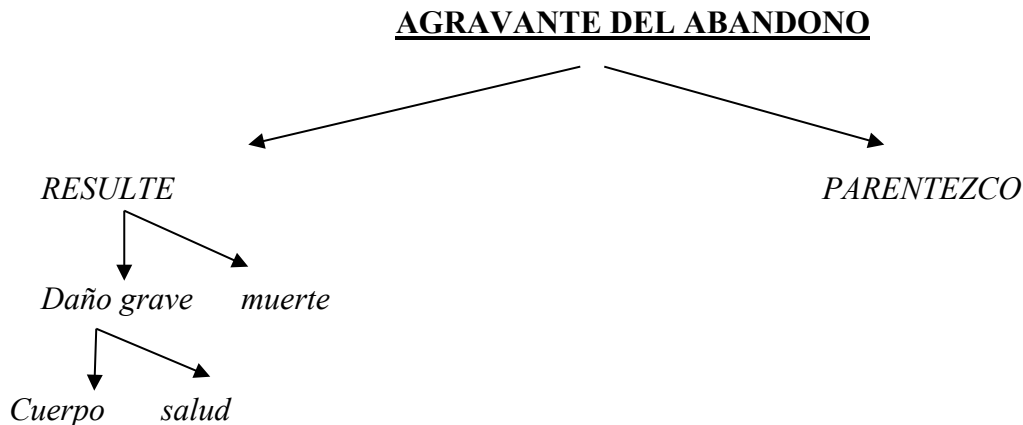 AGRAVANTE DEL ABANDONO
RESULTE PARENTEZCO
Daño grave muerte
Cuerpo salud